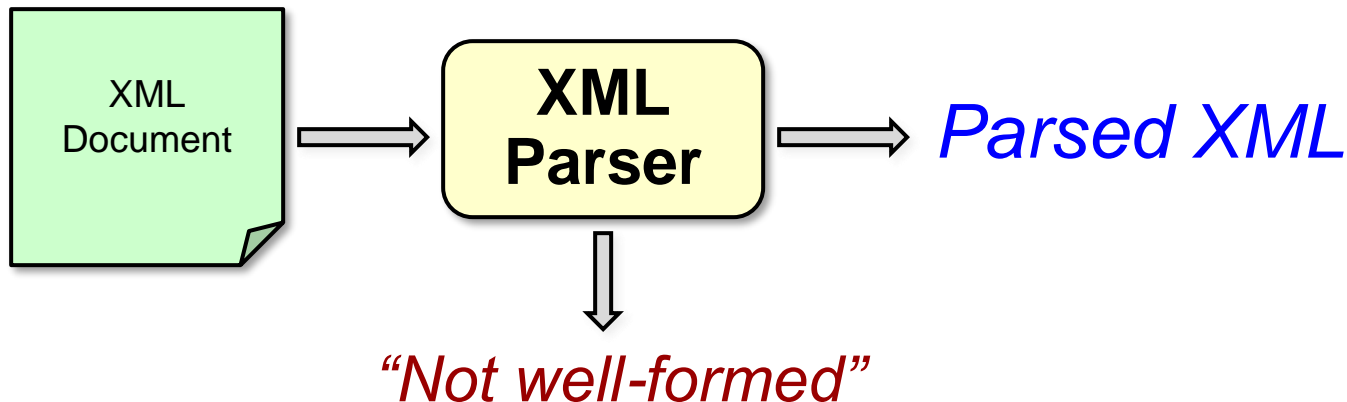 XML
Document
XML
Parser
Parsed XML
“Not well-formed”